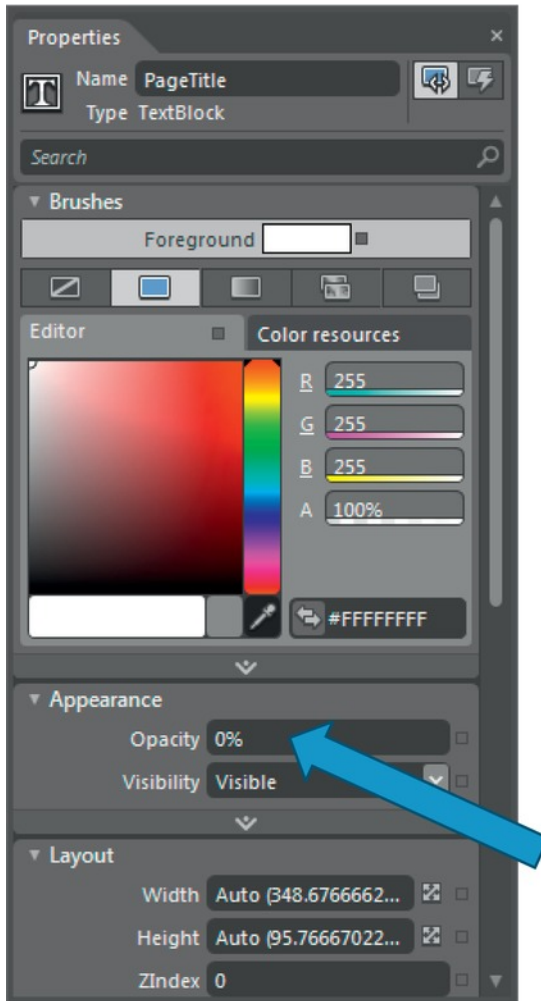 Properties
Name PageTitle
Type TextBlock
Search
Brushes
Foreground
Editor
Color resources
R 255
G 255
B 255
A 100%
#FFFFFFFF
Appearance
Opacity 0%
Visibility Visible
Layout
Width Auto (348.6766662...
Height Auto (95.76667022...
ZIndex 0